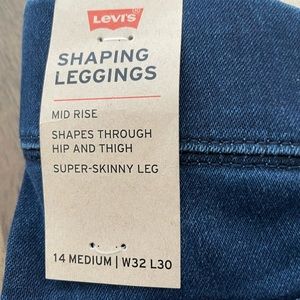 Levi's
SHAPING
LEGGINGS
MID RISE
SHAPES THROUGH
HIP AND THIGH
SUPER-SKINNY LEG
14 MEDIUM | W32 L30